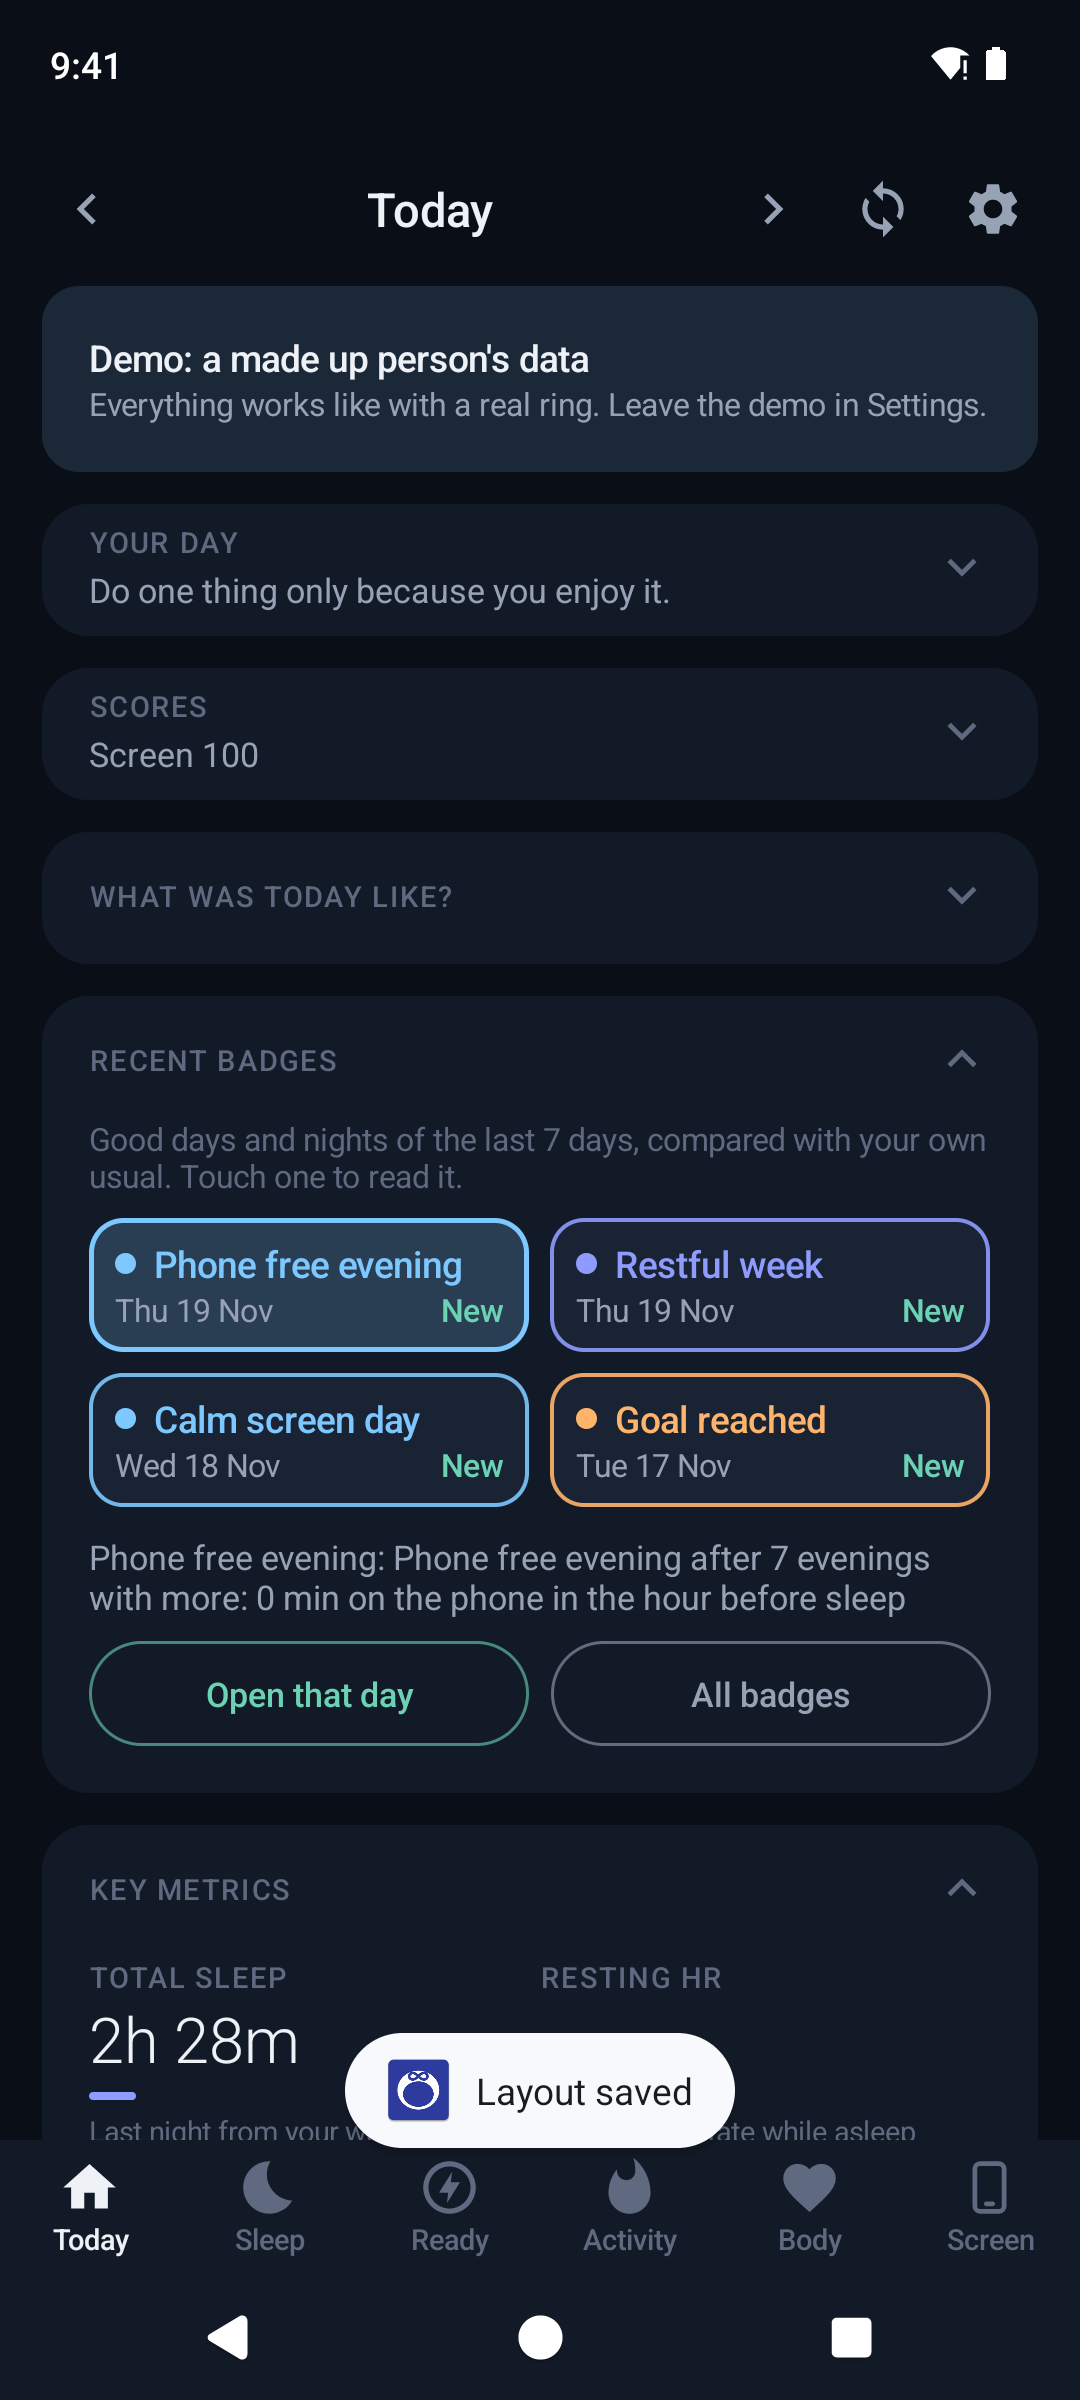 9:41
Today
Demo: a made up person's data
Everything works like with a real ring. Leave the demo in Settings.
YOUR DAY
Do one thing only because you enjoy it.
SCORES
Screen 100
WHAT WAS TODAY LIKE?
RECENT BADGES
Good days and nights of the last 7 days, compared with your own
usual. Touch one to read it.
Phone free evening
Thu 19 Nov New
Restful week
Thu 19 Nov New
Calm screen day
Wed 18 Nov New
Goal reached
Tue 17 Nov New
Phone free evening: Phone free evening after 7 evenings
with more: 0 min on the phone in the hour before sleep
Open that day
All badges
KEY METRICS
TOTAL SLEEP
RESTING HR
2h 28m
Layout saved
Last night from your
while asleep
Today
Sleep
Ready
Activity
Body
Screen